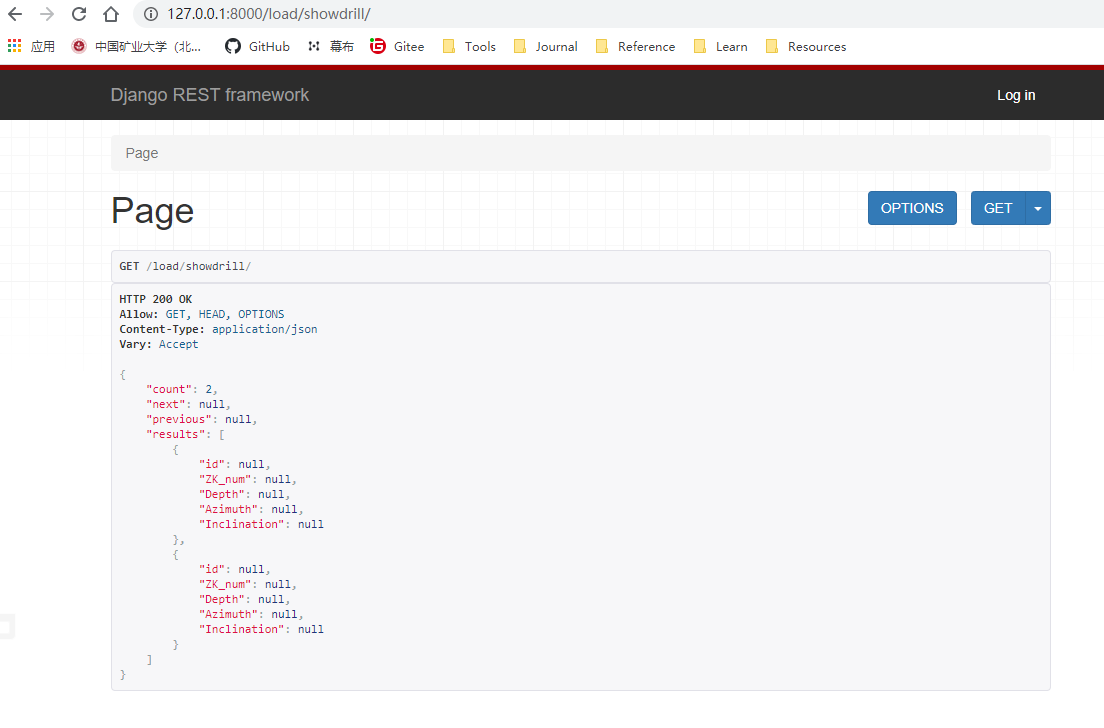 127.0.0.1:8000/load/showdrill/
应用 中国矿业大学（北... GitHub 幕布 Gitee Tools Journal Reference Learn Resources
Django REST framework Log in
Page
Page OPTIONS GET
GET /load/showdrill/
HTTP 200 OK
Allow: GET, HEAD, OPTIONS
Content-Type: application/json
Vary: Accept
{
"count": 2,
"next": null,
"previous": null,
"results": [
{
"id": null,
"ZK_num": null,
"Depth": null,
"Azimuth": null,
"Inclination": null
},
{
"id": null,
"ZK_num": null,
"Depth": null,
"Azimuth": null,
"Inclination": null
}
]
}